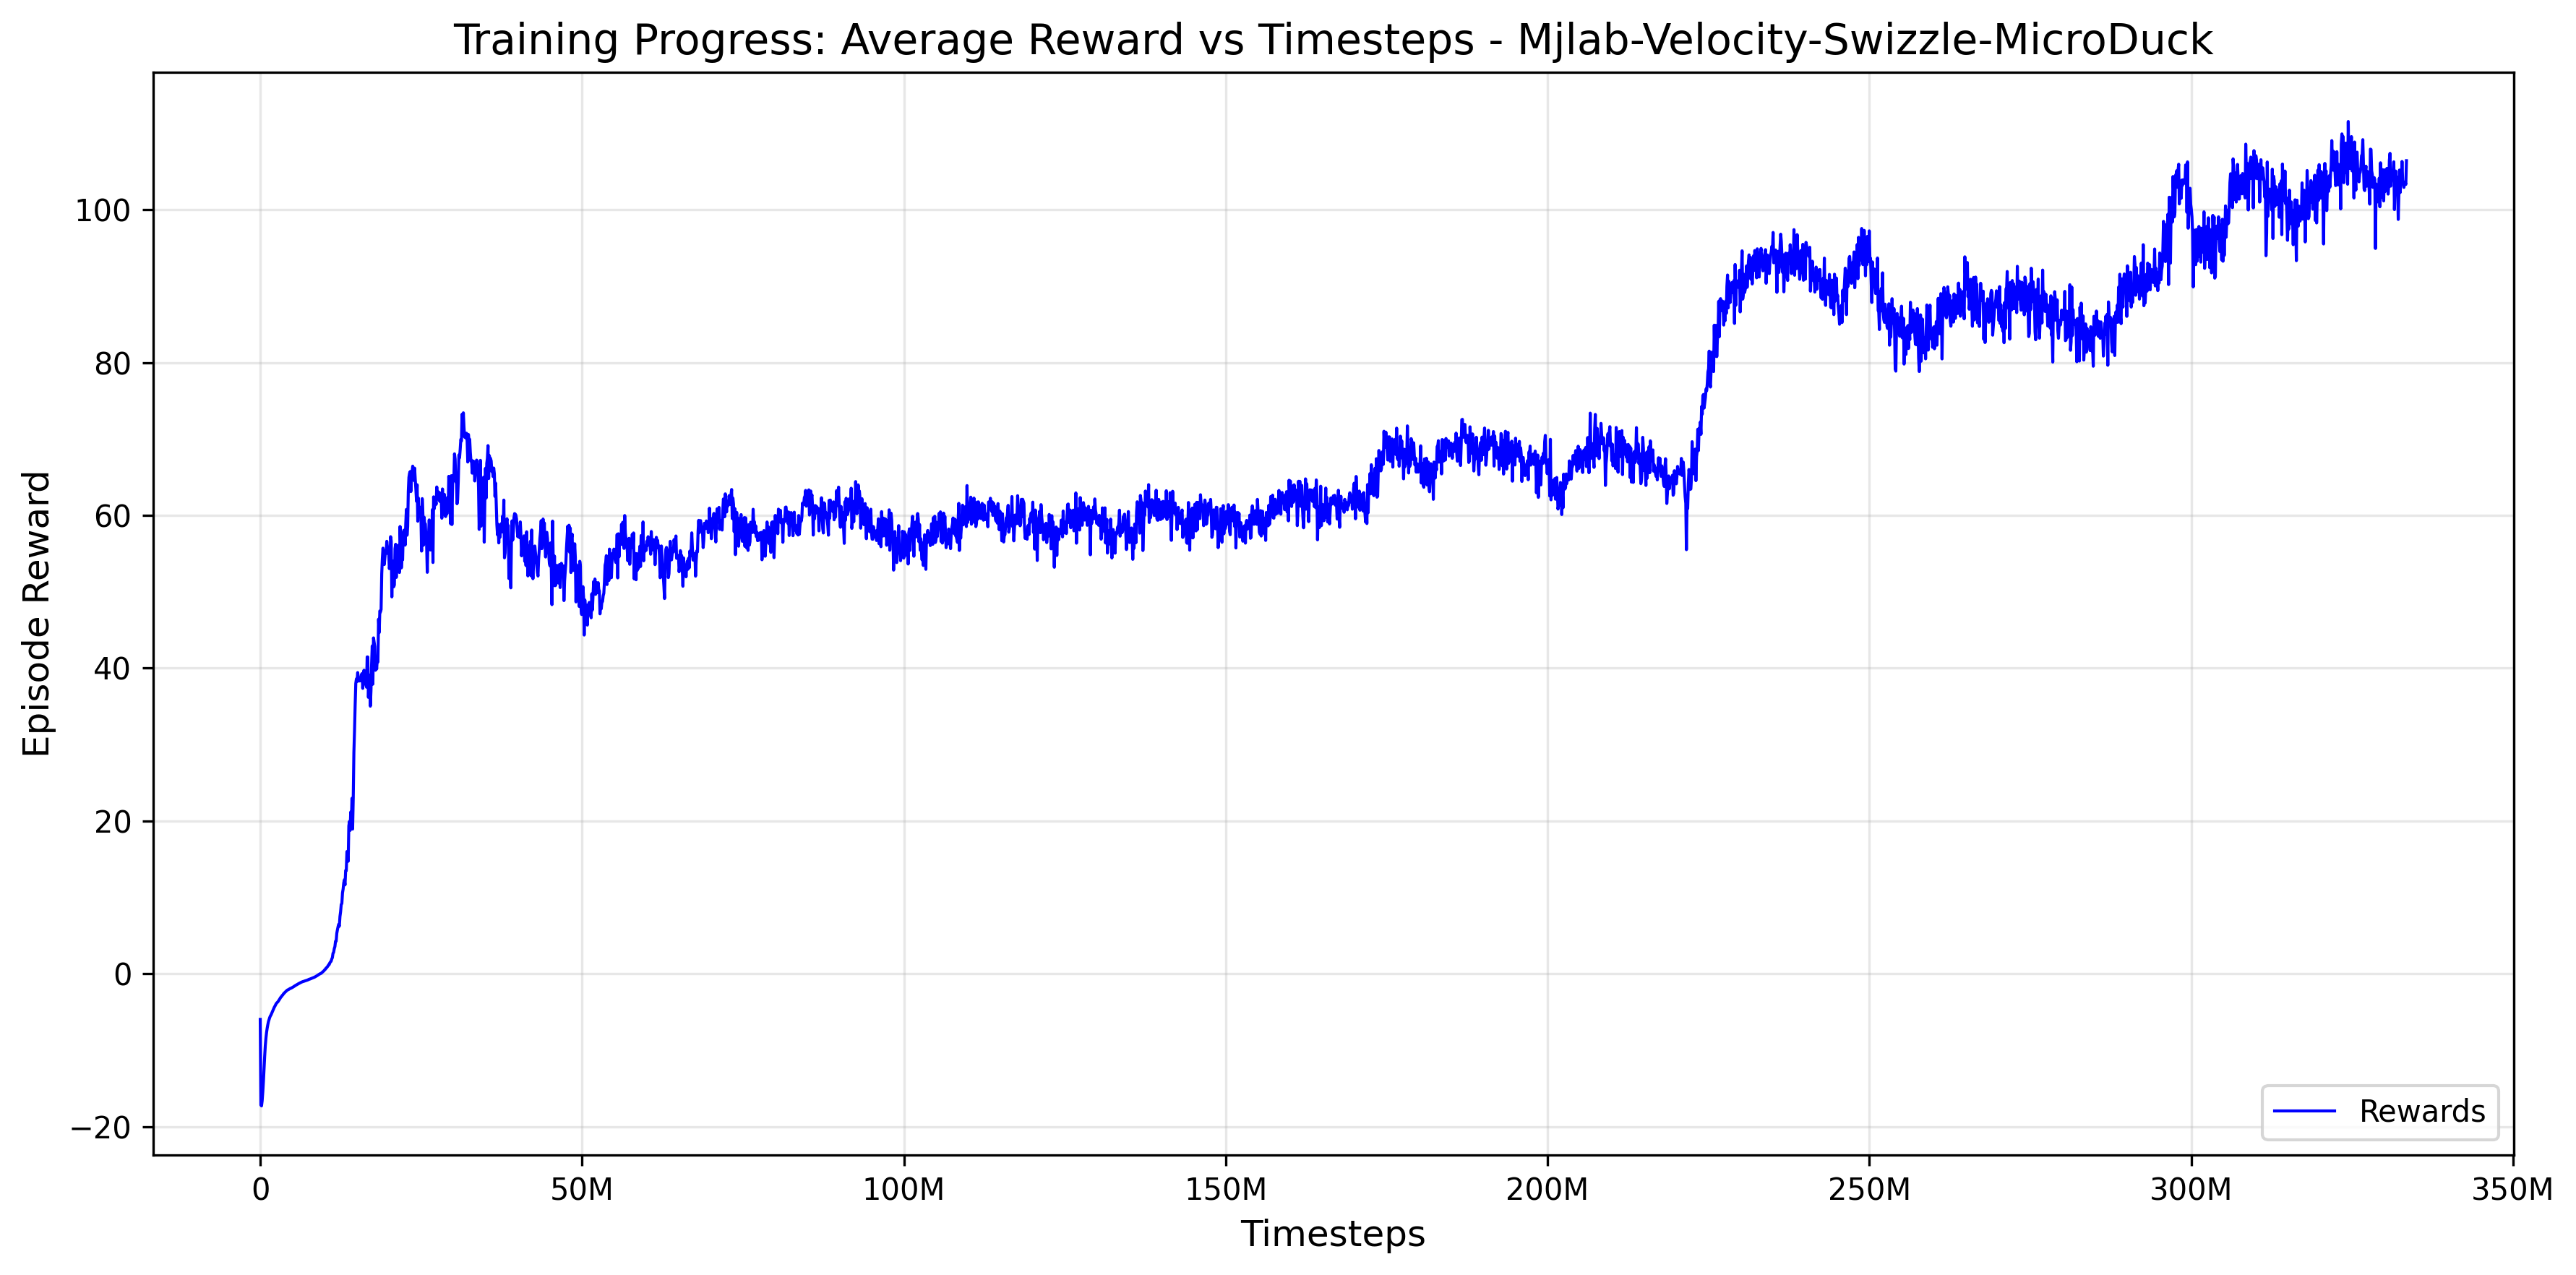 Training Progress: Average Reward vs Timesteps - Mjlab-Velocity-Swizzle-MicroDuck
Episode Reward
100
80
60
40
20
0
−20
0 50M 100M 150M 200M 250M 300M 350M
Timesteps
Rewards